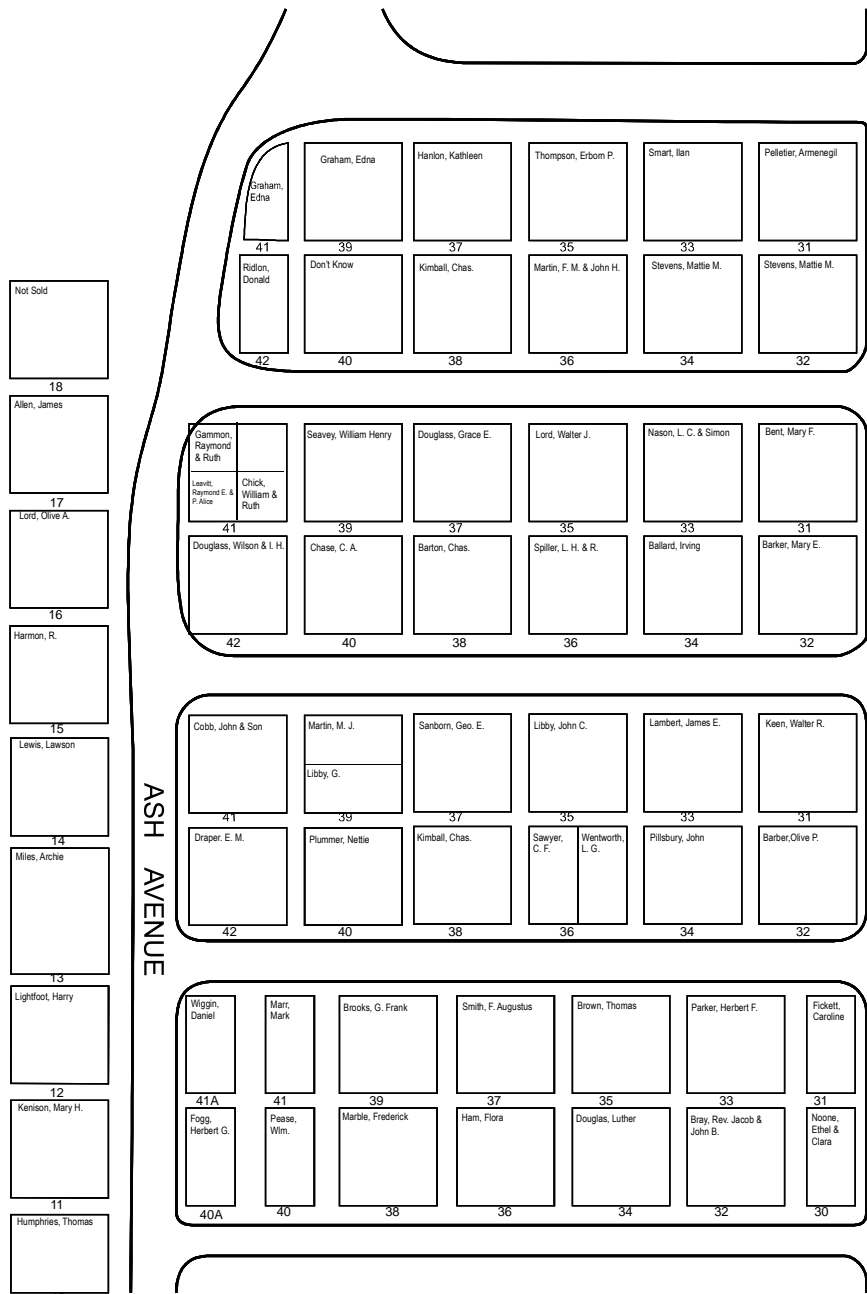 Graham,
Edna
41
Graham, Edna
39
Hanlon, Kathleen
37
Thompson, Erbom P.
35
Smart, Ilan
33
Pelletier, Armenegil
31
Ridlon,
Donald
42
Don't Know
40
Kimball, Chas.
38
Martin, F. M. & John H.
36
Stevens, Mattie M.
34
Stevens, Mattie M.
32
Not Sold
18
Allen, James
17
Lord, Olive A.
16
Harmon, R.
15
Lewis, Lawson
14
Miles, Archie
13
Lightfoot, Harry
12
Kenison, Mary H.
11
Humphries, Thomas
ASH AVENUE
Gammon,
Raymond
& Ruth
Leavitt,
Raymond E. &
P. Alice
Chick,
William &
Ruth
41
Seavey, William Henry
39
Douglass, Grace E.
37
Lord, Walter J.
35
Nason, L. C. & Simon
33
Bent, Mary F.
31
Douglass, Wilson & I. H.
42
Chase, C. A.
40
Barton, Chas.
38
Spiller, L. H. & R.
36
Ballard, Irving
34
Barker, Mary E.
32
Cobb, John & Son
41
Martin, M. J.
Libby, G.
39
Sanborn, Geo. E.
37
Libby, John C.
35
Lambert, James E.
33
Keen, Walter R.
31
Draper. E. M.
42
Plummer, Nettie
40
Kimball, Chas.
38
Sawyer,
C. F.
Wentworth,
L. G.
36
Pillsbury, John
34
Barber,Olive P.
32
Wiggin,
Daniel
41A
Marr,
Mark
41
Brooks, G. Frank
39
Smith, F. Augustus
37
Brown, Thomas
35
Parker, Herbert F.
33
Fickett,
Caroline
31
Fogg,
Herbert G.
40A
Pease,
Wlm.
40
Marble, Frederick
38
Ham, Flora
36
Douglas, Luther
34
Bray, Rev. Jacob &
John B.
32
Noone,
Ethel &
Clara
30